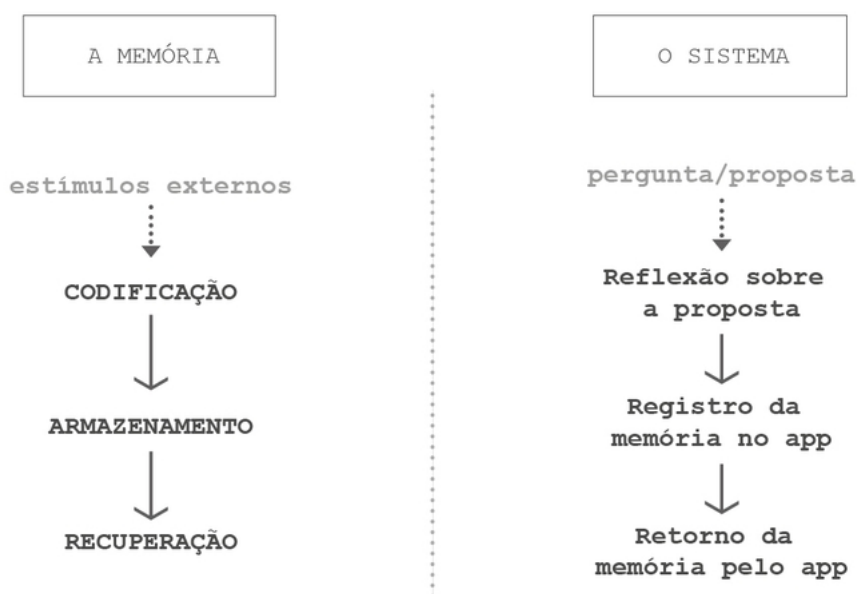 A MEMÓRIA
estímulos externos
CODIFICAÇÃO
ARMAZENAMENTO
RECUPERAÇÃO
O SISTEMA
pergunta/proposta
Reflexão sobre
a proposta
Registro da
memória no app
Retorno da
memória pelo app